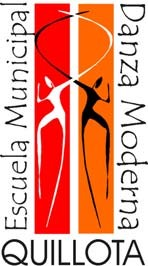 Escuela Municipal
Danza Moderna
QUILLOTA